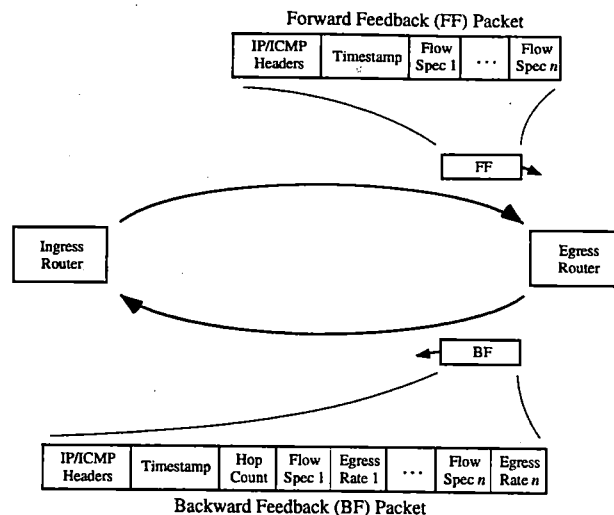 Forward Feedback (FF) Packet
IP/ICMP Headers
Timestamp
Flow Spec 1
...
Flow Spec n
FF
Ingress Router
Egress Router
BF
IP/ICMP Headers
Timestamp
Hop Count
Flow Spec 1
Egress Rate 1
...
Flow Spec n
Egress Rate n
Backward Feedback (BF) Packet